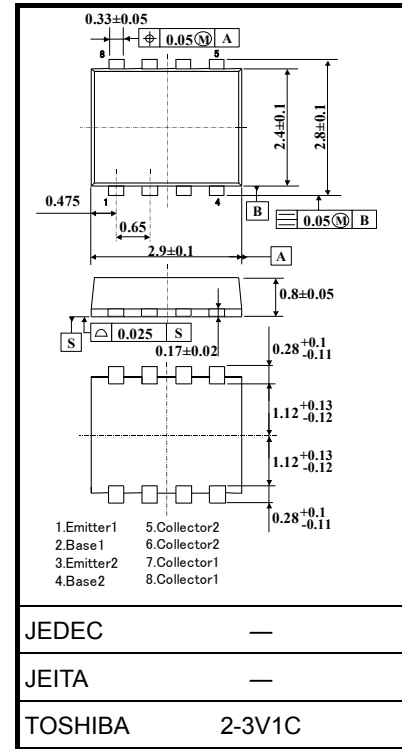 0.33±0.05
⌖ 0.05Ⓜ A
8 5
2.4±0.1
2.8±0.1
0.475
1 4
B
⌯ 0.05Ⓜ B
0.65
2.9±0.1
A
0.8±0.05
S
⌓ 0.025 S
0.17±0.02
0.28 +0.1 -0.11
1.12 +0.13 -0.12
1.12 +0.13 -0.12
0.28 +0.1 -0.11
1.Emitter1 5.Collector2
2.Base1 6.Collector2
3.Emitter2 7.Collector1
4.Base2 8.Collector1
JEDEC ―
JEITA ―
TOSHIBA 2-3V1C